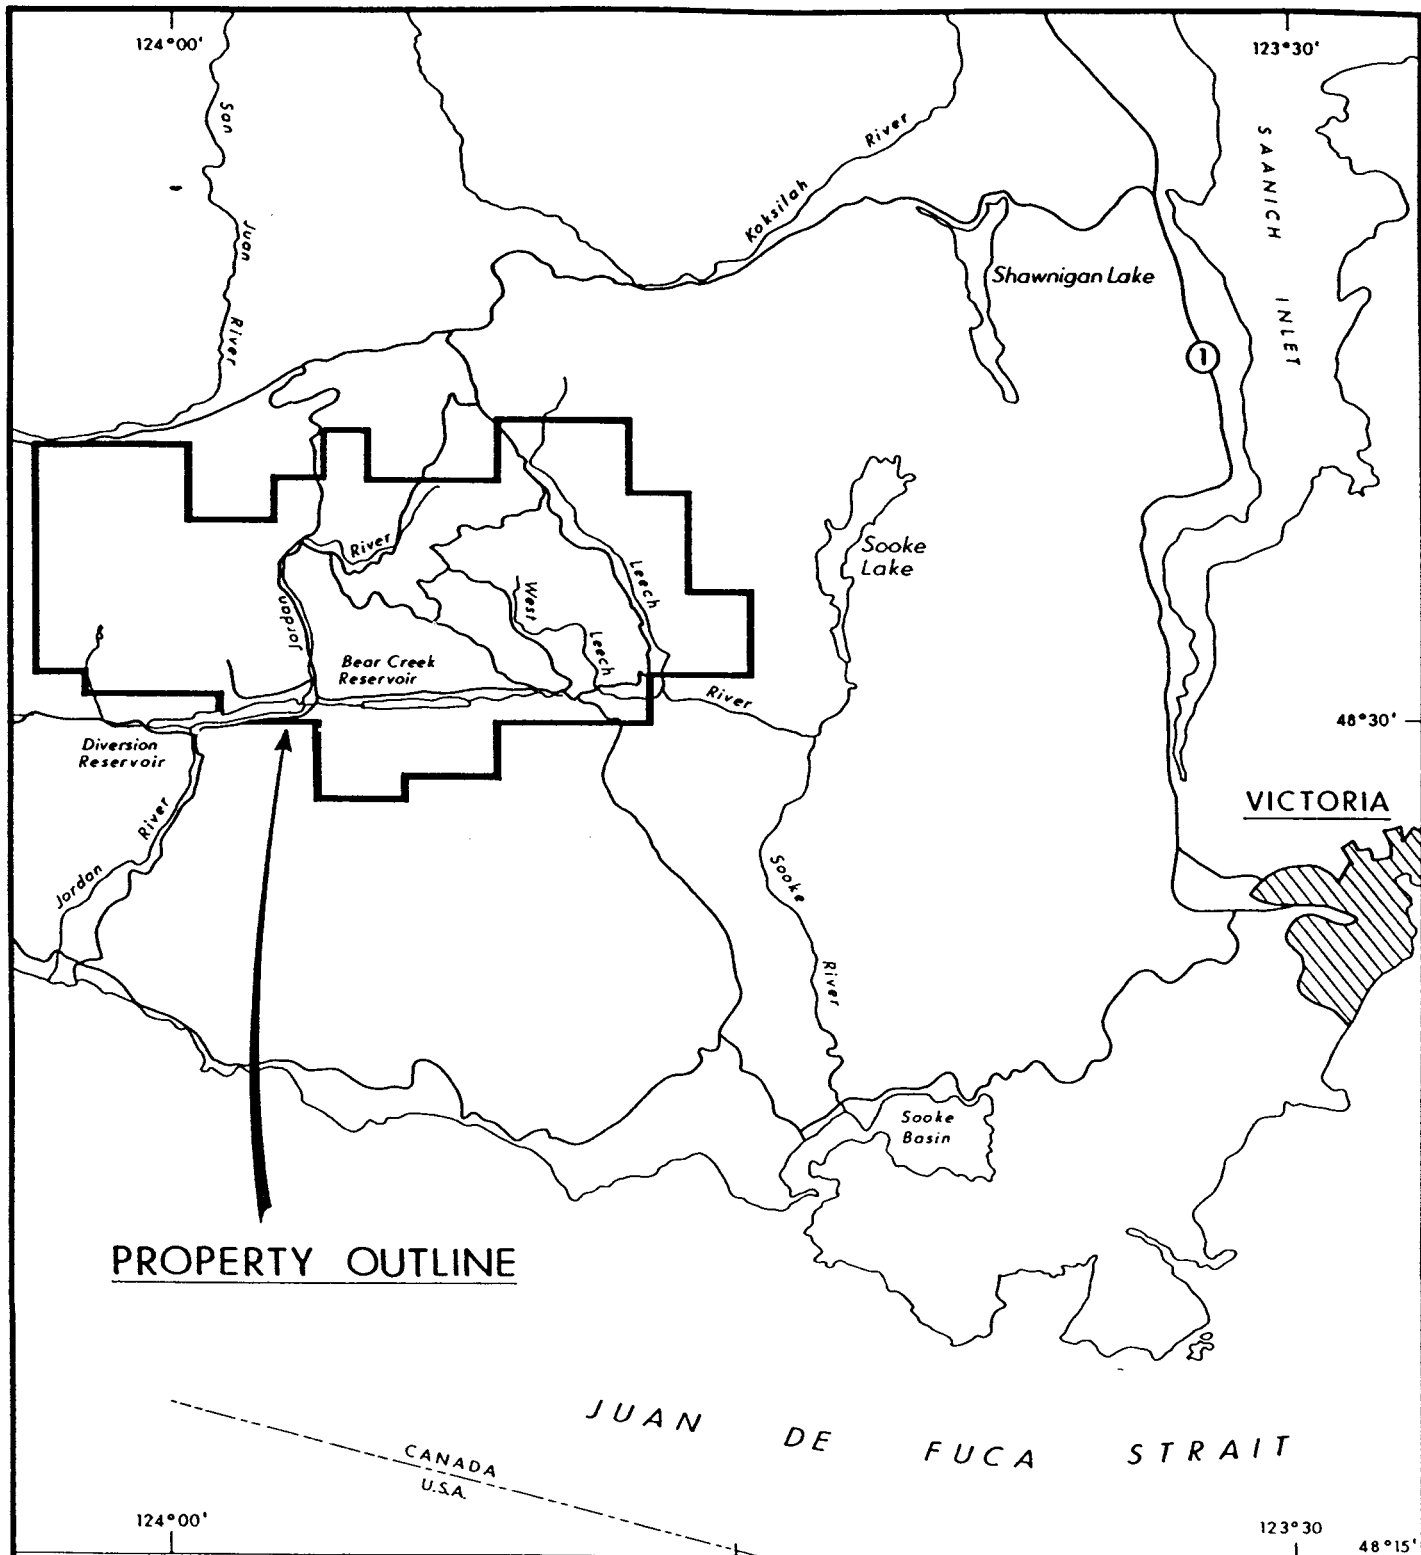 124°00'
123°30'
San
Juan
River
Koksilah
River
SAANICH
INLET
Shawnigan Lake
1
River
Jordan
Leech
West
Leech
River
Sooke
Lake
Bear Creek
Reservoir
Diversion
Reservoir
48°30'
VICTORIA
Jordan
River
Sooke
River
Sooke
Basin
PROPERTY OUTLINE
JUAN DE FUCA STRAIT
CANADA
U.S.A.
124°00'
123°30
48°15'